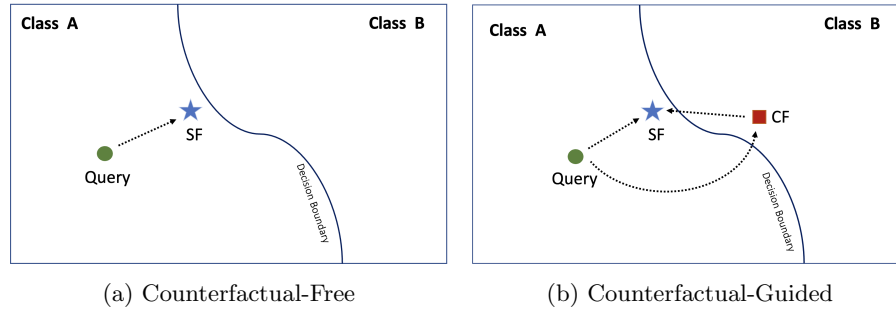 Class A
Class B
SF
Query
Decision Boundary
(a) Counterfactual-Free
Class A
Class B
CF
SF
Query
Decision Boundary
(b) Counterfactual-Guided